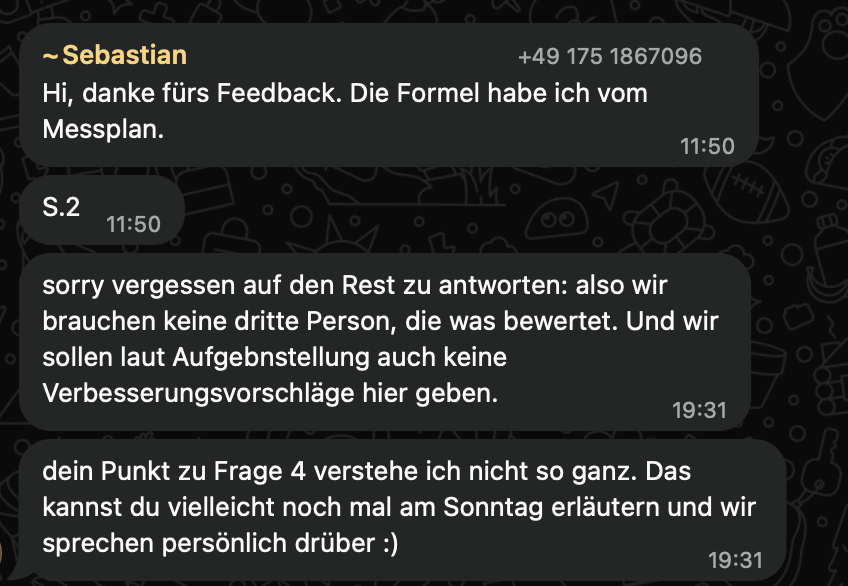 ~Sebastian +49 175 1867096
Hi, danke fürs Feedback. Die Formel habe ich vom
Messplan.
11:50
S.2 11:50
sorry vergessen auf den Rest zu antworten: also wir
brauchen keine dritte Person, die was bewertet. Und wir
sollen laut Aufgebnstellung auch keine
Verbesserungsvorschläge hier geben.
19:31
dein Punkt zu Frage 4 verstehe ich nicht so ganz. Das
kannst du vielleicht noch mal am Sonntag erläutern und wir
sprechen persönlich drüber :)
19:31